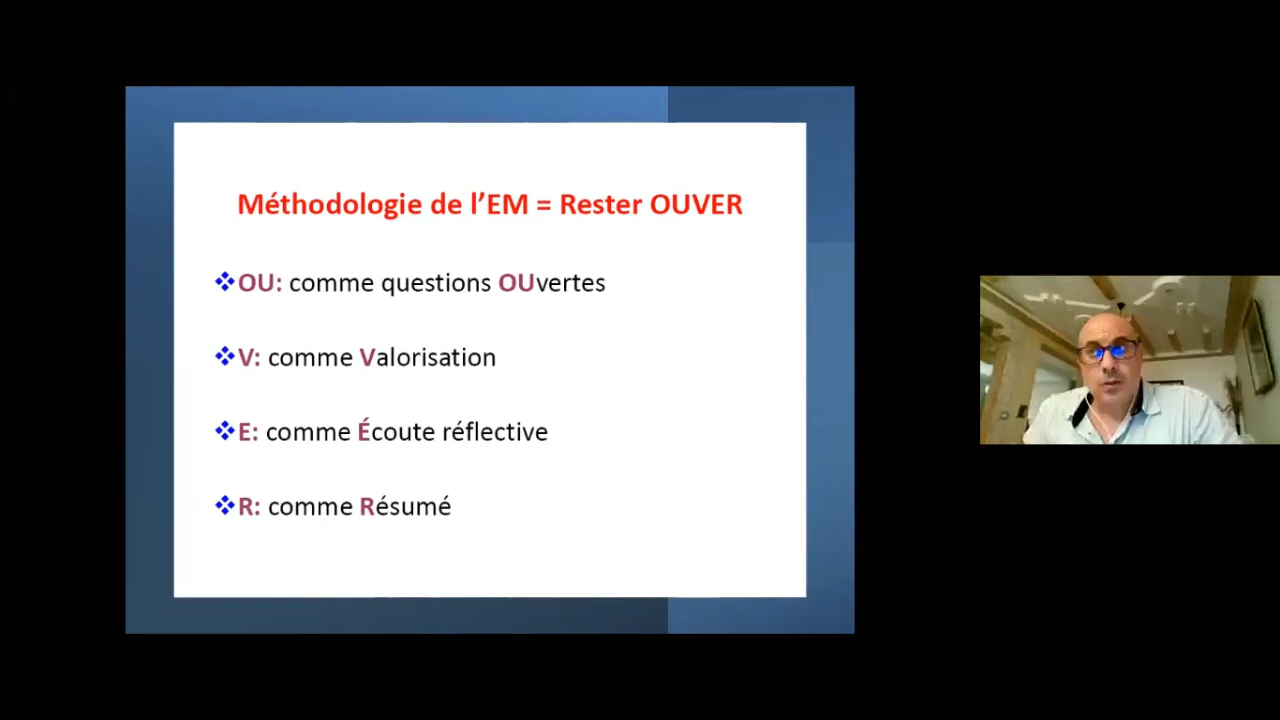 Méthodologie de l’EM = Rester OUVER
OU: comme questions OUvertes
V: comme Valorisation
E: comme Écoute réflective
R: comme Résumé